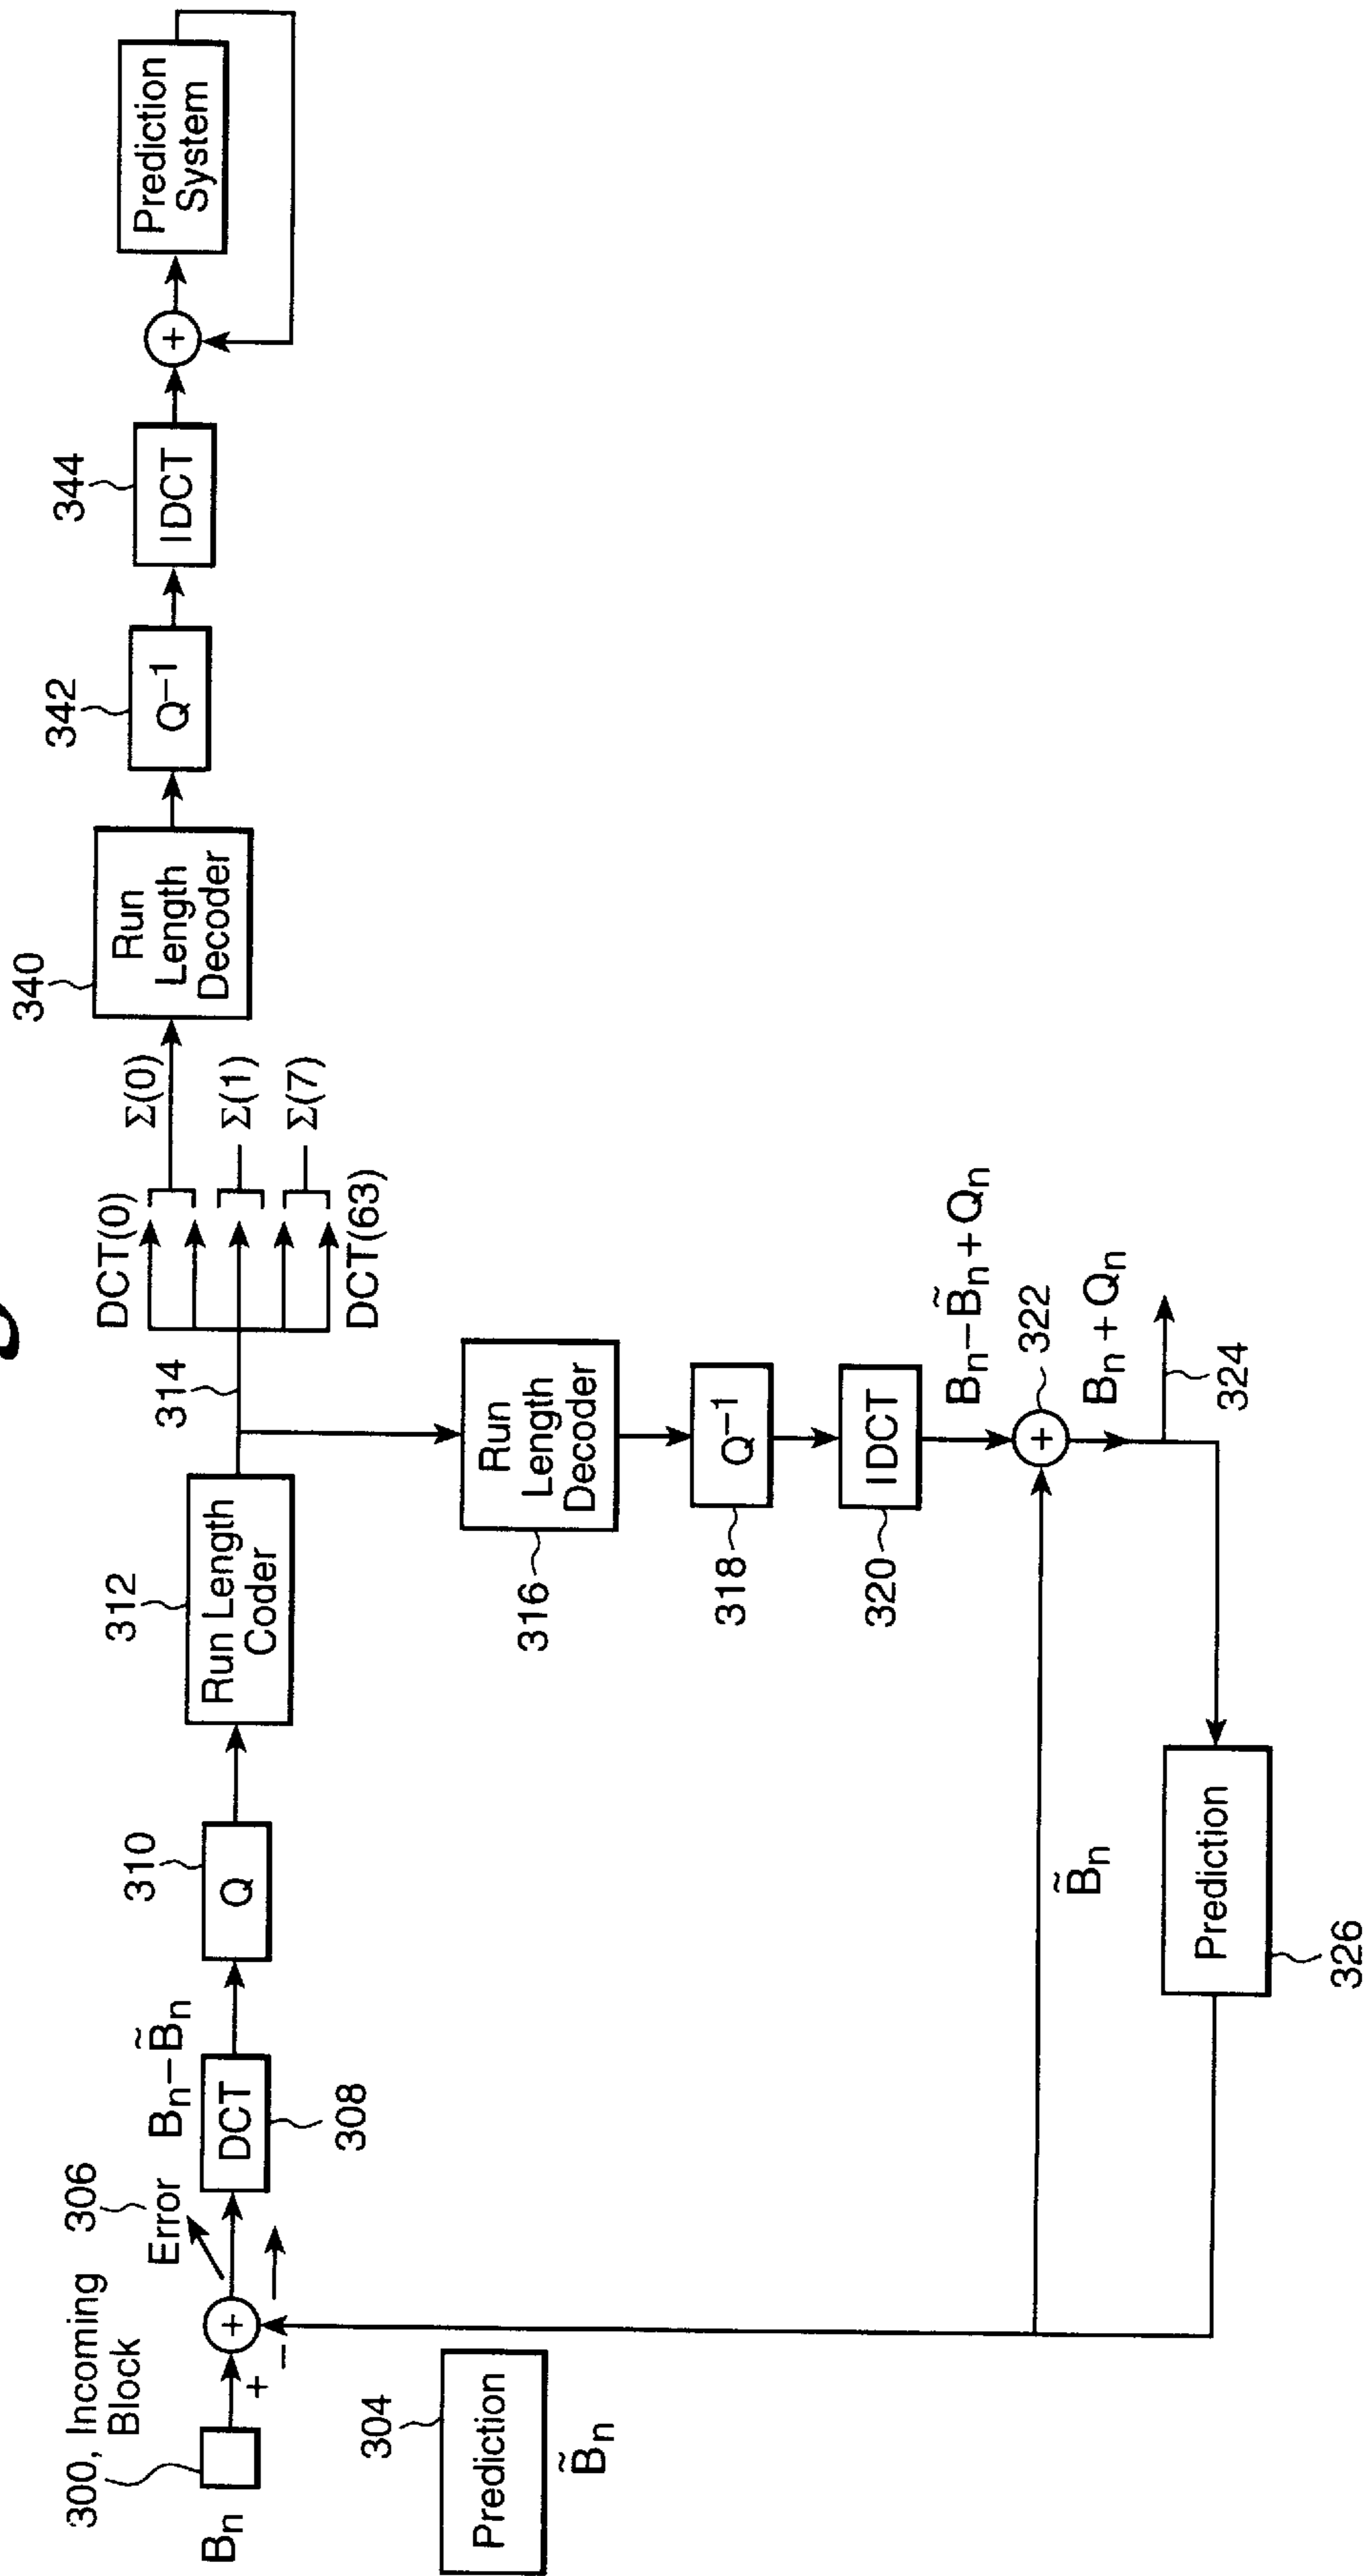 300, Incoming
Block
B̃n
Bn
+
−
+
306
Error
Bn−B̃n
DCT
308
310
Q
312
Run Length
Coder
314
DCT(0)
DCT(63)
Σ(0)
Σ(1)
Σ(7)
340
Run
Length
Decoder
342
Q−1
344
IDCT
+
Prediction
System
304
Prediction
Run
Length
Decoder
316
Q−1
318
IDCT
320
Bn−B̃n+Qn
+
322
Bn+Qn
324
B̃n
Prediction
326